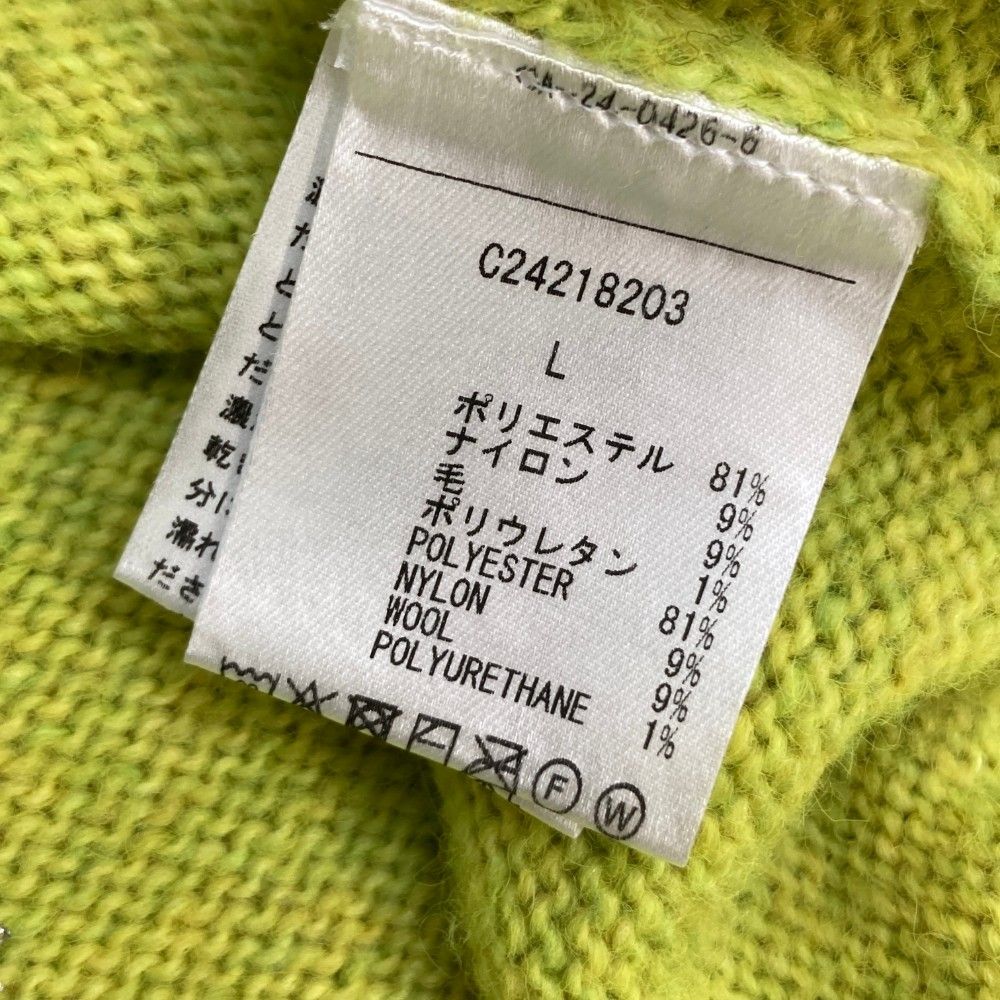 CA-24-0426-6
C24218203
L
ポリエステル 81%
ナイロン 9%
毛 9%
ポリウレタン 1%
POLYESTER 81%
NYLON 9%
WOOL 9%
POLYURETHANE 1%
F W
た
と
と
だ
濃
乾
分に
濡れ
ださ